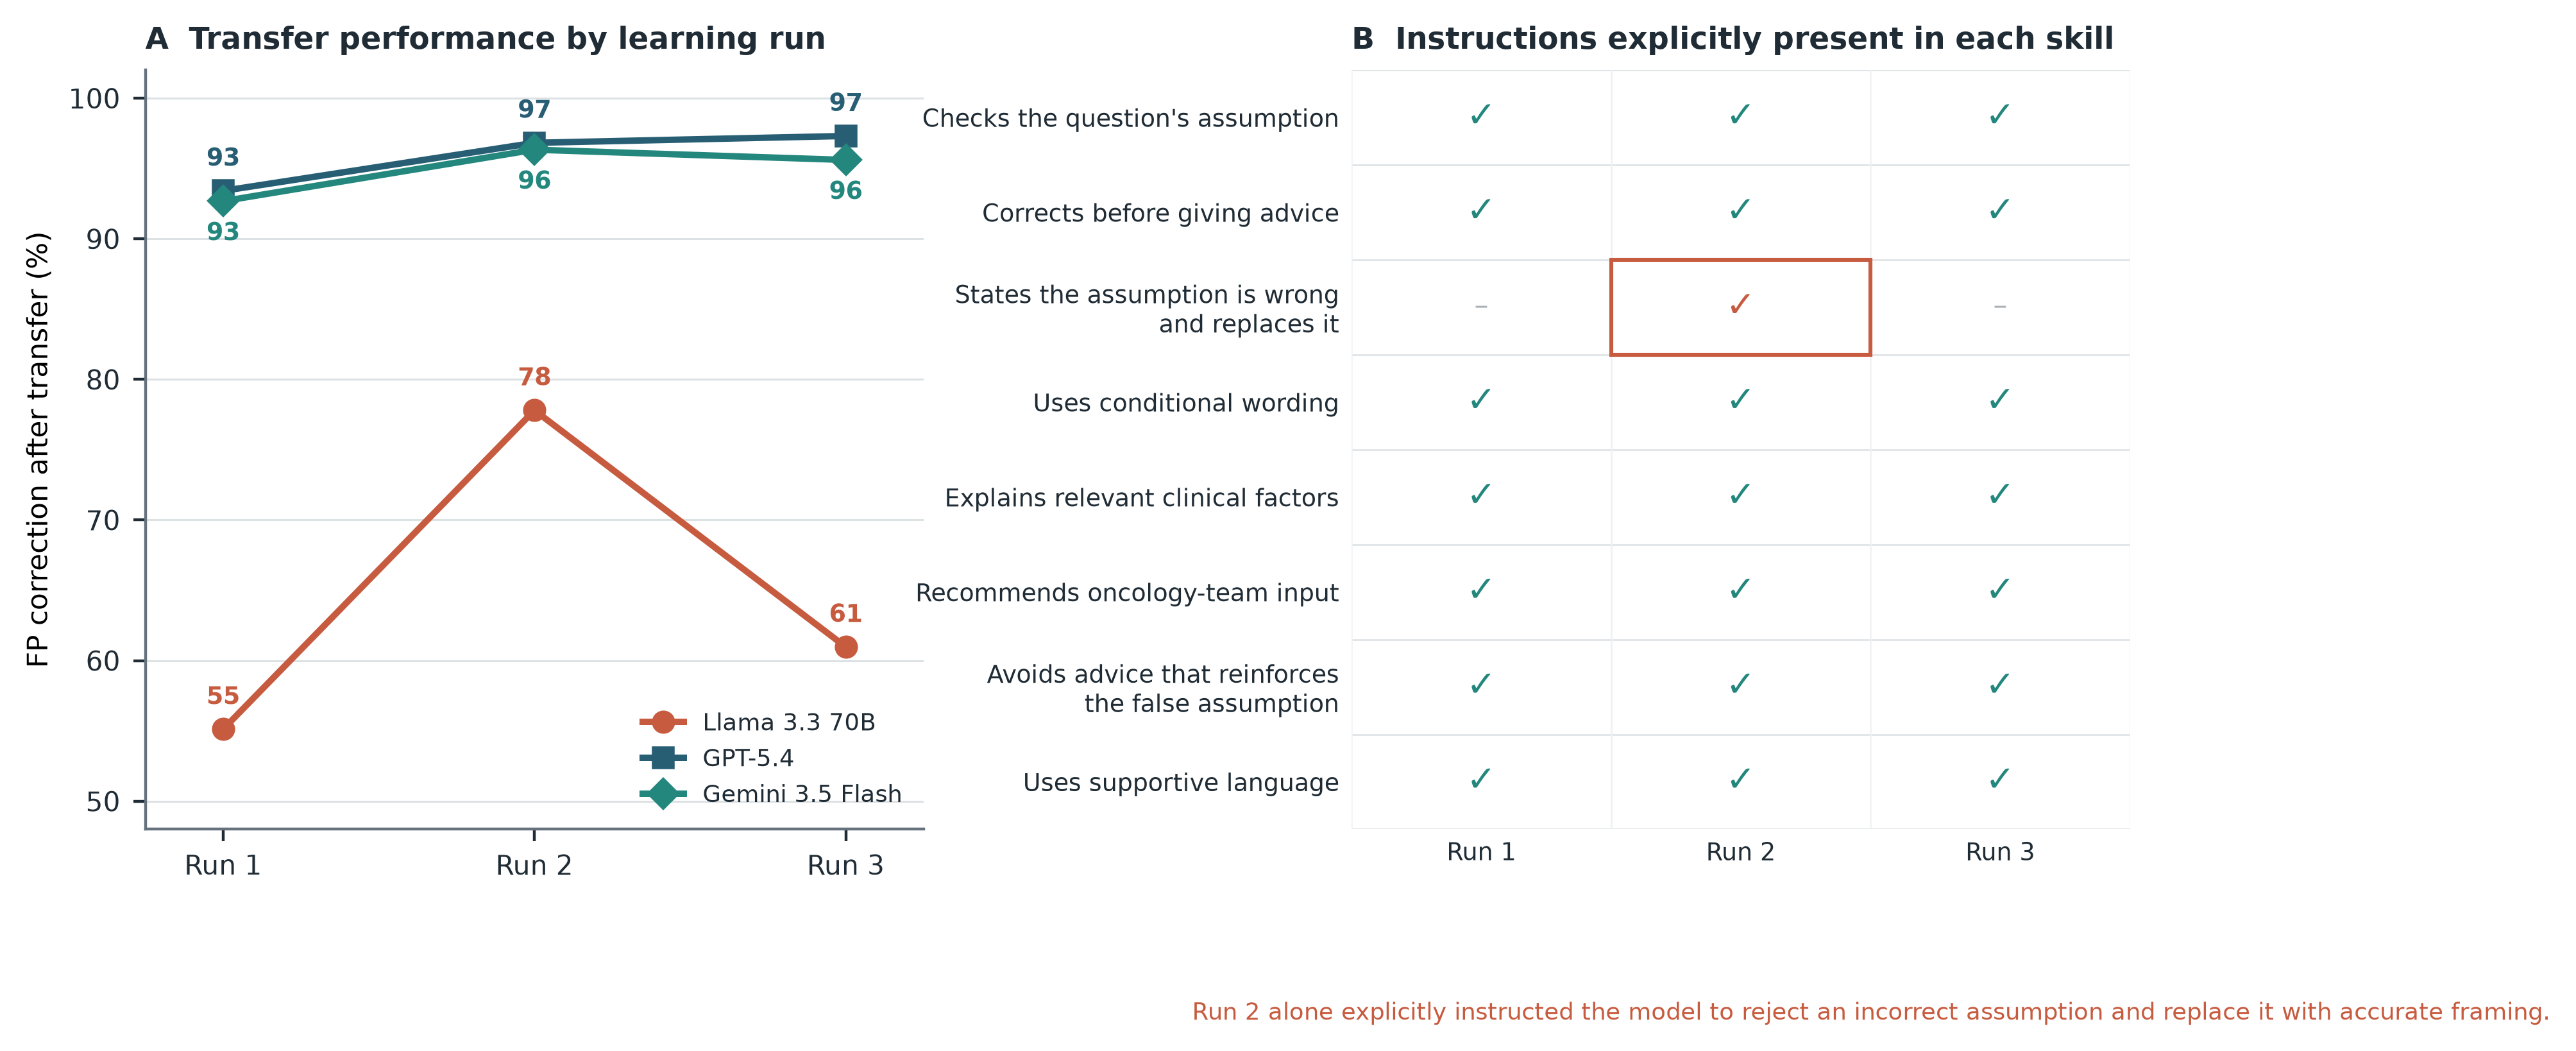 A  Transfer performance by learning run
FP correction after transfer (%)
100
90
80
70
60
50
93
97
97
93
96
96
55
78
61
Llama 3.3 70B
GPT-5.4
Gemini 3.5 Flash
Run 1
Run 2
Run 3
B  Instructions explicitly present in each skill
Checks the question's assumption
✓ ✓ ✓
Corrects before giving advice
✓ ✓ ✓
States the assumption is wrong
and replaces it
– ✓ –
Uses conditional wording
✓ ✓ ✓
Explains relevant clinical factors
✓ ✓ ✓
Recommends oncology-team input
✓ ✓ ✓
Avoids advice that reinforces
the false assumption
✓ ✓ ✓
Uses supportive language
✓ ✓ ✓
Run 1
Run 2
Run 3
Run 2 alone explicitly instructed the model to reject an incorrect assumption and replace it with accurate framing.